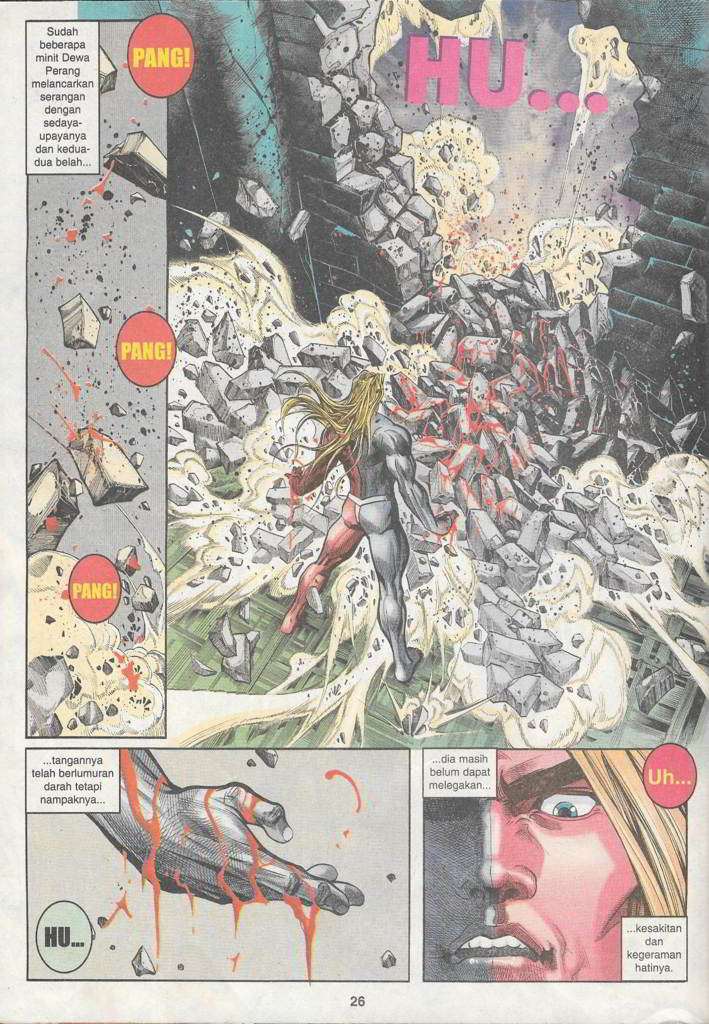 Sudah
beberapa
minit Dewa
Perang
melancarkan
serangan
dengan
sedaya-
upayanya
dan kedua-
dua belah...
PANG!
HU...
PANG!
PANG!
...tangannya
telah berlumuran
darah tetapi
nampaknya...
HU...
...dia masih
belum dapat
melegakan...
Uh...
...kesakitan
dan
kegeraman
hatinya.
26